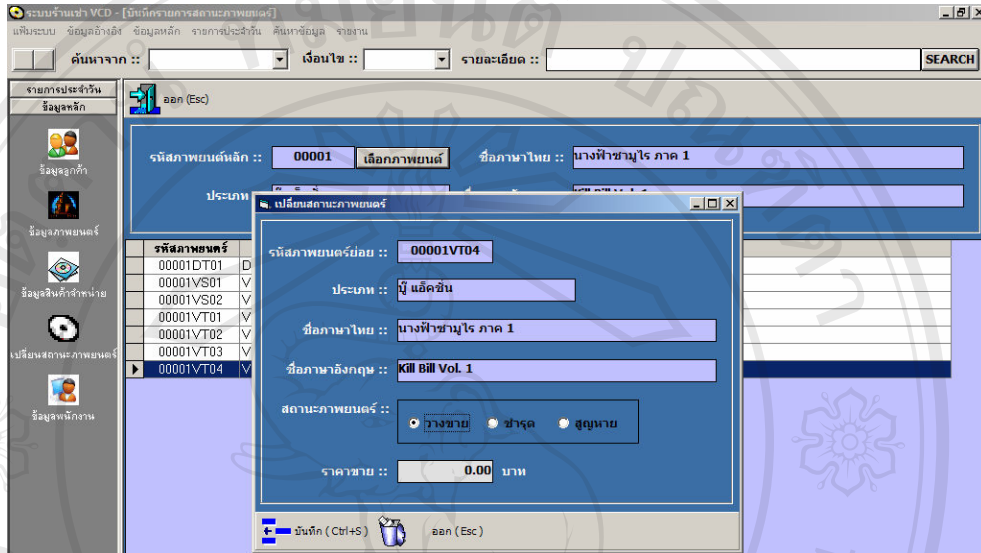 ระบบร้านเช่า VCD - [บันทึกรายการสถานะภาพยนตร์]
แฟ้มระบบ ข้อมูลอ้างอิง ข้อมูลหลัก รายการประจำวัน ค้นหาข้อมูล รายงาน
ค้นหาจาก :: เงื่อนไข :: รายละเอียด :: SEARCH
รายการประจำวัน
ข้อมูลหลัก
ออก (Esc)
ข้อมูลลูกค้า
ข้อมูลภาพยนตร์
ข้อมูลสินค้าจำหน่าย
เปลี่ยนสถานะภาพยนตร์
ข้อมูลพนักงาน
รหัสภาพยนต์หลัก :: 00001 เลือกภาพยนต์ ชื่อภาษาไทย :: นางฟ้าซามูไร ภาค 1
ประเภท
รหัสภาพยนตร์
00001DT01 D
00001VS01 V
00001VS02 V
00001VT01 V
00001VT02 V
00001VT03 V
00001VT04 V
เปลี่ยนสถานะภาพยนตร์
รหัสภาพยนตร์ย่อย :: 00001VT04
ประเภท :: บู๊ แอ็คชั่น
ชื่อภาษาไทย :: นางฟ้าซามูไร ภาค 1
ชื่อภาษาอังกฤษ :: Kill Bill Vol. 1
สถานะภาพยนตร์ ::
วางขาย ชำรุด สูญหาย
ราคาขาย :: 0.00 บาท
บันทึก ( Ctrl+S ) ออก ( Esc )